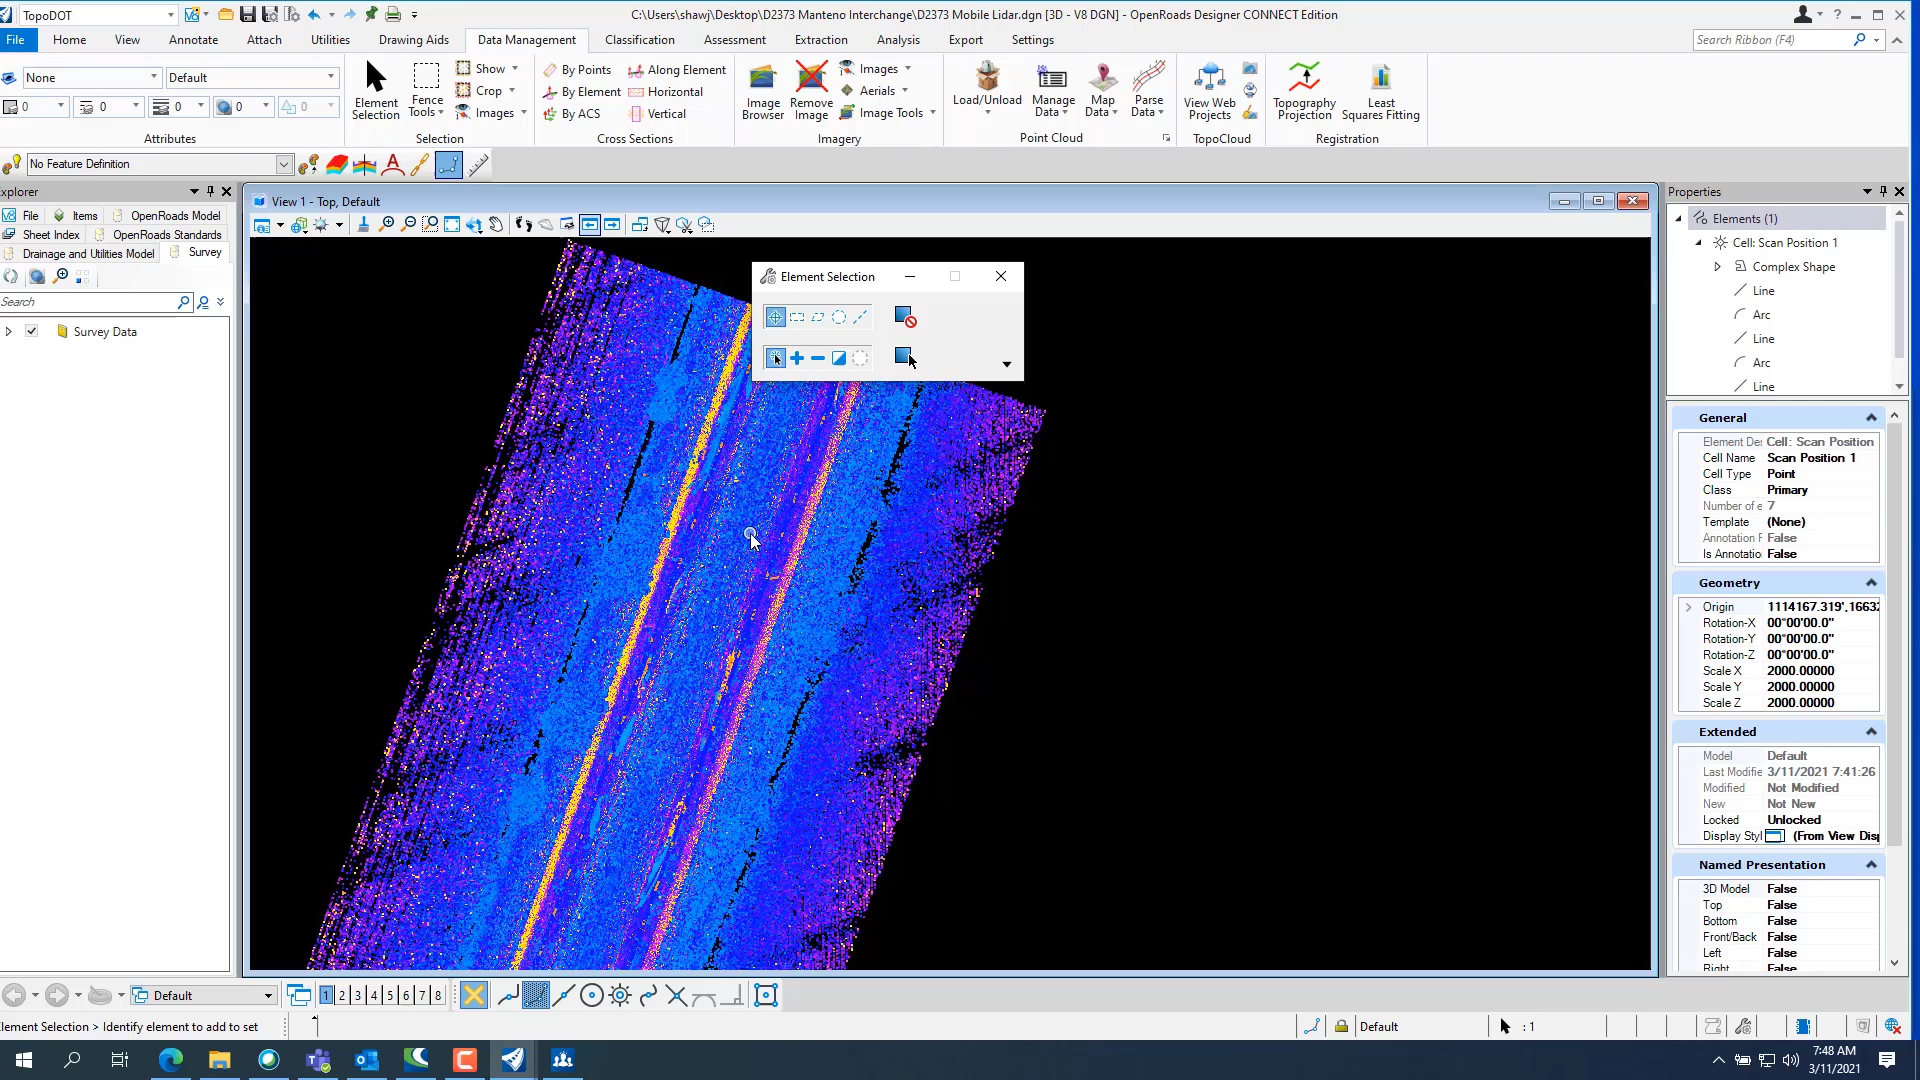 TopoDOT
C:\Users\shawj\Desktop\D2373 Manteno Interchange\D2373 Mobile Lidar.dgn [3D - V8 DGN] - OpenRoads Designer CONNECT Edition
File Home View Annotate Attach Utilities Drawing Aids Data Management Classification Assessment Extraction Analysis Export Settings
Search Ribbon (F4)
None Default
0 0 0 0 0
Attributes
Element Selection
Fence Tools
Show
Crop
Images
Selection
By Points Along Element
By Element Horizontal
By ACS Vertical
Cross Sections
Image Browser
Remove Image
Images
Aerials
Image Tools
Imagery
Load/Unload
Manage Data
Map Data
Parse Data
Point Cloud
View Web Projects
TopoCloud
Topography Projection
Least Squares Fitting
Registration
No Feature Definition
xplorer
File Items OpenRoads Model
Sheet Index OpenRoads Standards
Drainage and Utilities Model Survey
Search
Survey Data
View 1 - Top, Default
Element Selection
Properties
Elements (1)
Cell: Scan Position 1
Complex Shape
Line
Arc
Line
Arc
Line
General
Element De Cell: Scan Position
Cell Name Scan Position 1
Cell Type Point
Class Primary
Number of e 7
Template (None)
Annotation F False
Is Annotatio False
Geometry
Origin 1114167.319',16632
Rotation-X 00°00'00.0"
Rotation-Y 00°00'00.0"
Rotation-Z 00°00'00.0"
Scale X 2000.00000
Scale Y 2000.00000
Scale Z 2000.00000
Extended
Model Default
Last Modifie 3/11/2021 7:41:26
Modified Not Modified
New Not New
Locked Unlocked
Display Styl (From View Disp
Named Presentation
3D Model False
Top False
Bottom False
Front/Back False
Left False
Right False
Default
1 2 3 4 5 6 7 8
lement Selection > Identify element to add to set
Default
: 1
7:48 AM
3/11/2021